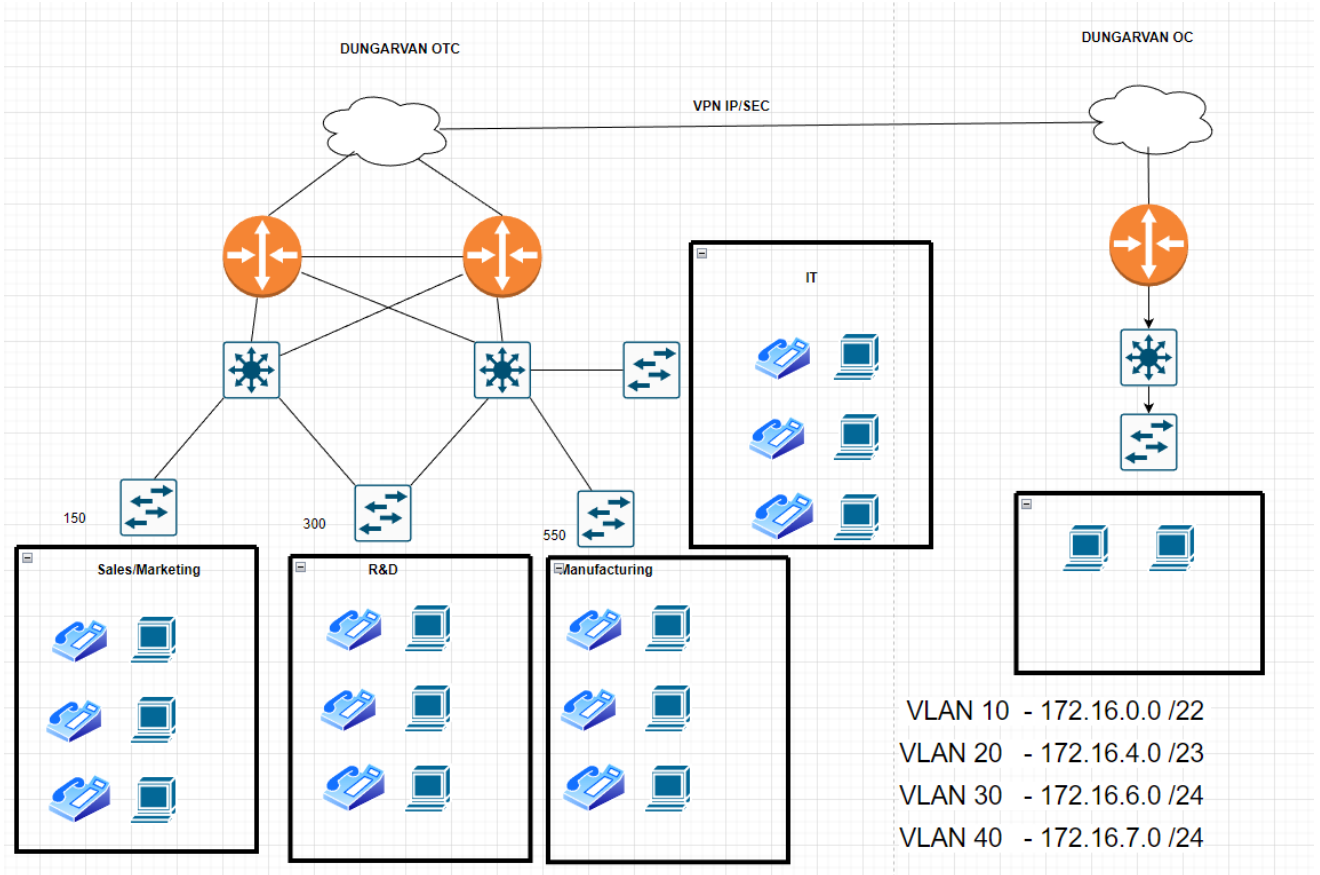 DUNGARVAN OTC
DUNGARVAN OC
VPN IP/SEC
IT
150
300
550
Sales/Marketing
R&D
Manufacturing
VLAN 10 - 172.16.0.0 /22
VLAN 20 - 172.16.4.0 /23
VLAN 30 - 172.16.6.0 /24
VLAN 40 - 172.16.7.0 /24